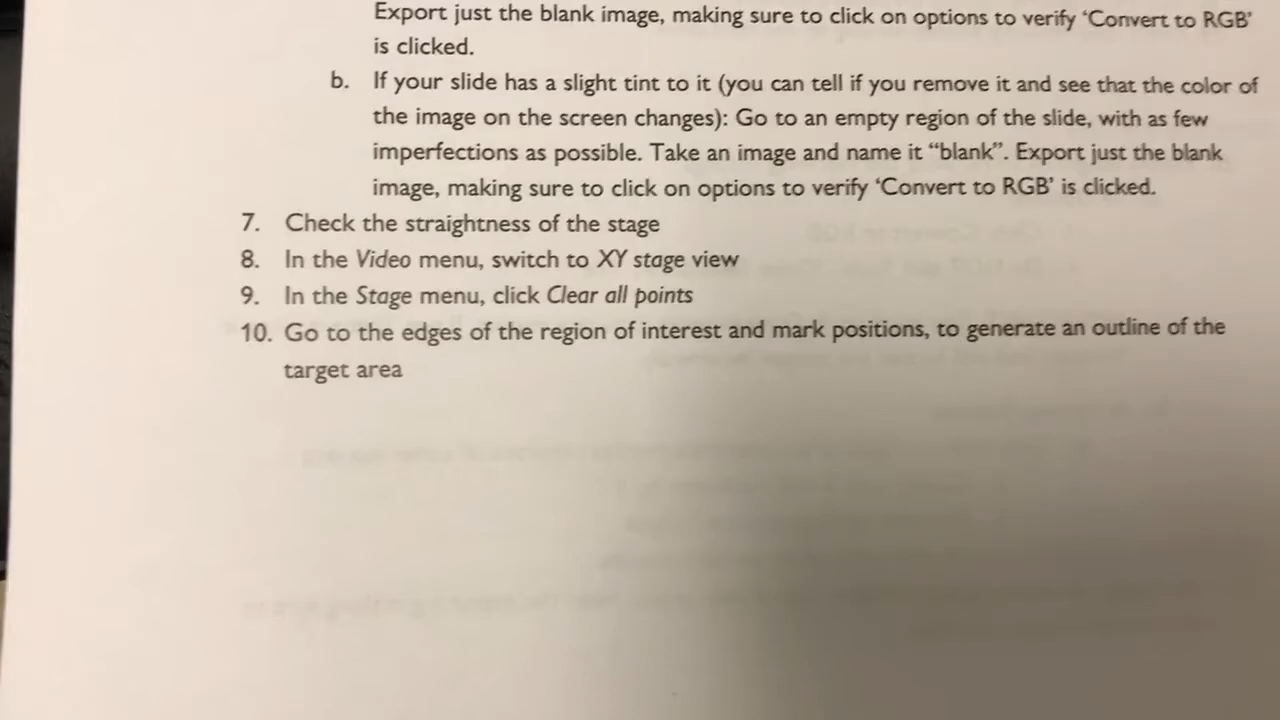 Export just the blank image, making sure to click on options to verify ‘Convert to RGB’
is clicked.
b. If your slide has a slight tint to it (you can tell if you remove it and see that the color of
the image on the screen changes): Go to an empty region of the slide, with as few
imperfections as possible. Take an image and name it “blank”. Export just the blank
image, making sure to click on options to verify ‘Convert to RGB’ is clicked.
7. Check the straightness of the stage
8. In the Video menu, switch to XY stage view
9. In the Stage menu, click Clear all points
10. Go to the edges of the region of interest and mark positions, to generate an outline of the
target area